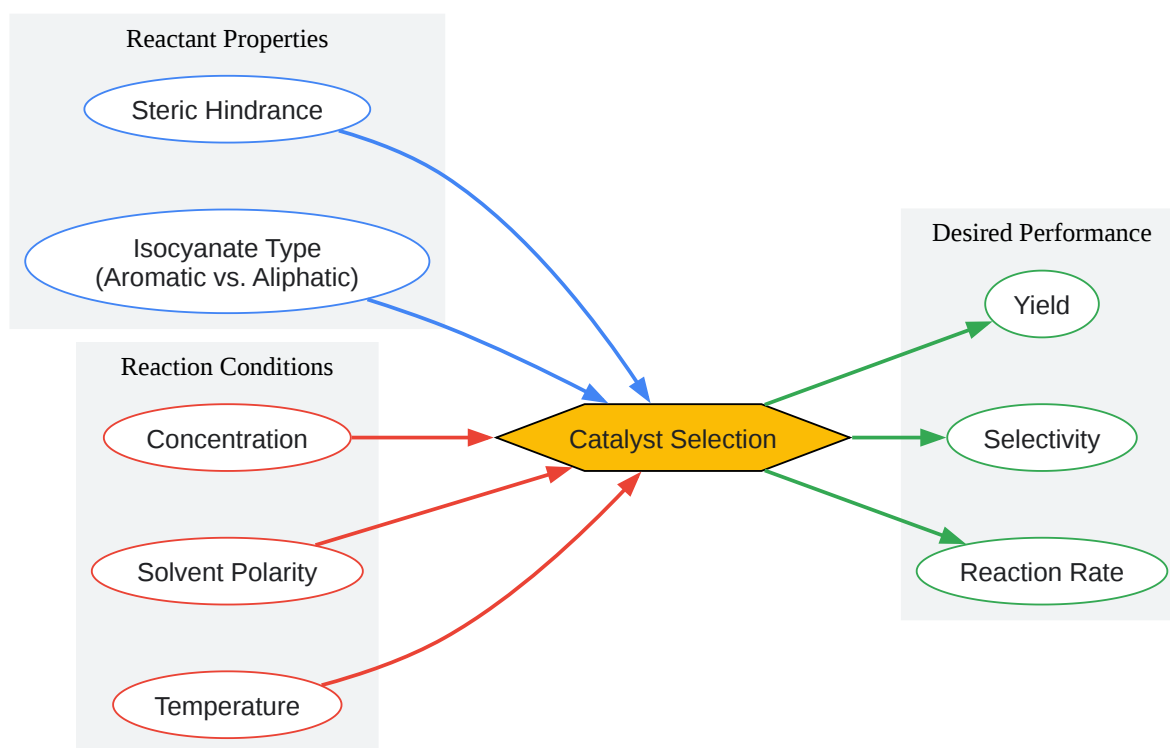 Reactant Properties
Steric Hindrance
Isocyanate Type
(Aromatic vs. Aliphatic)
Reaction Conditions
Concentration
Solvent Polarity
Temperature
Catalyst Selection
Desired Performance
Yield
Selectivity
Reaction Rate